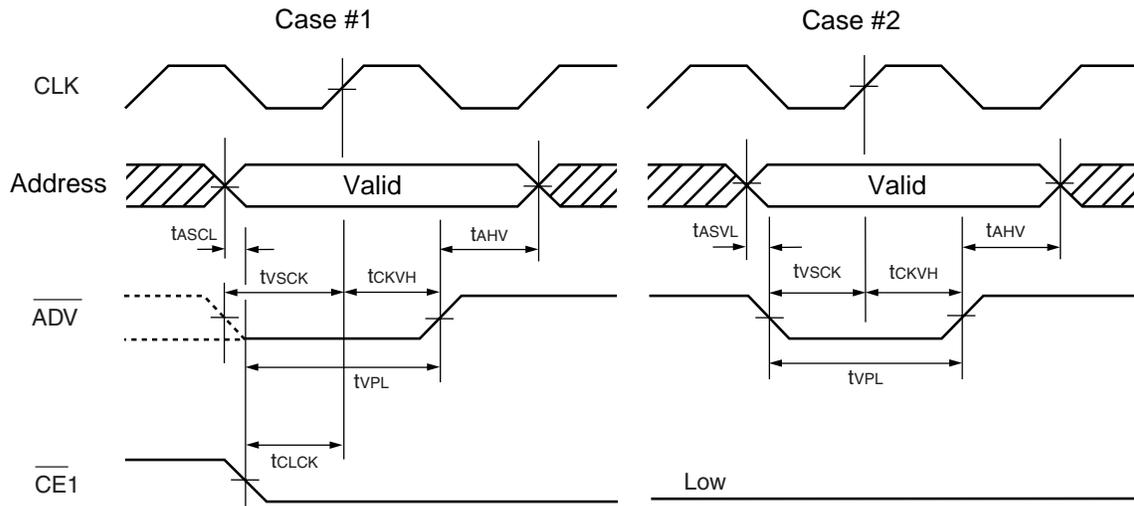 Case #1
Case #2
CLK
Address
Valid
Valid
tASCL
tAHV
tASVL
tAHV
tVSCK
tCKVH
tVSCK
tCKVH
ADV
tVPL
tVPL
tCLCK
CE1
Low